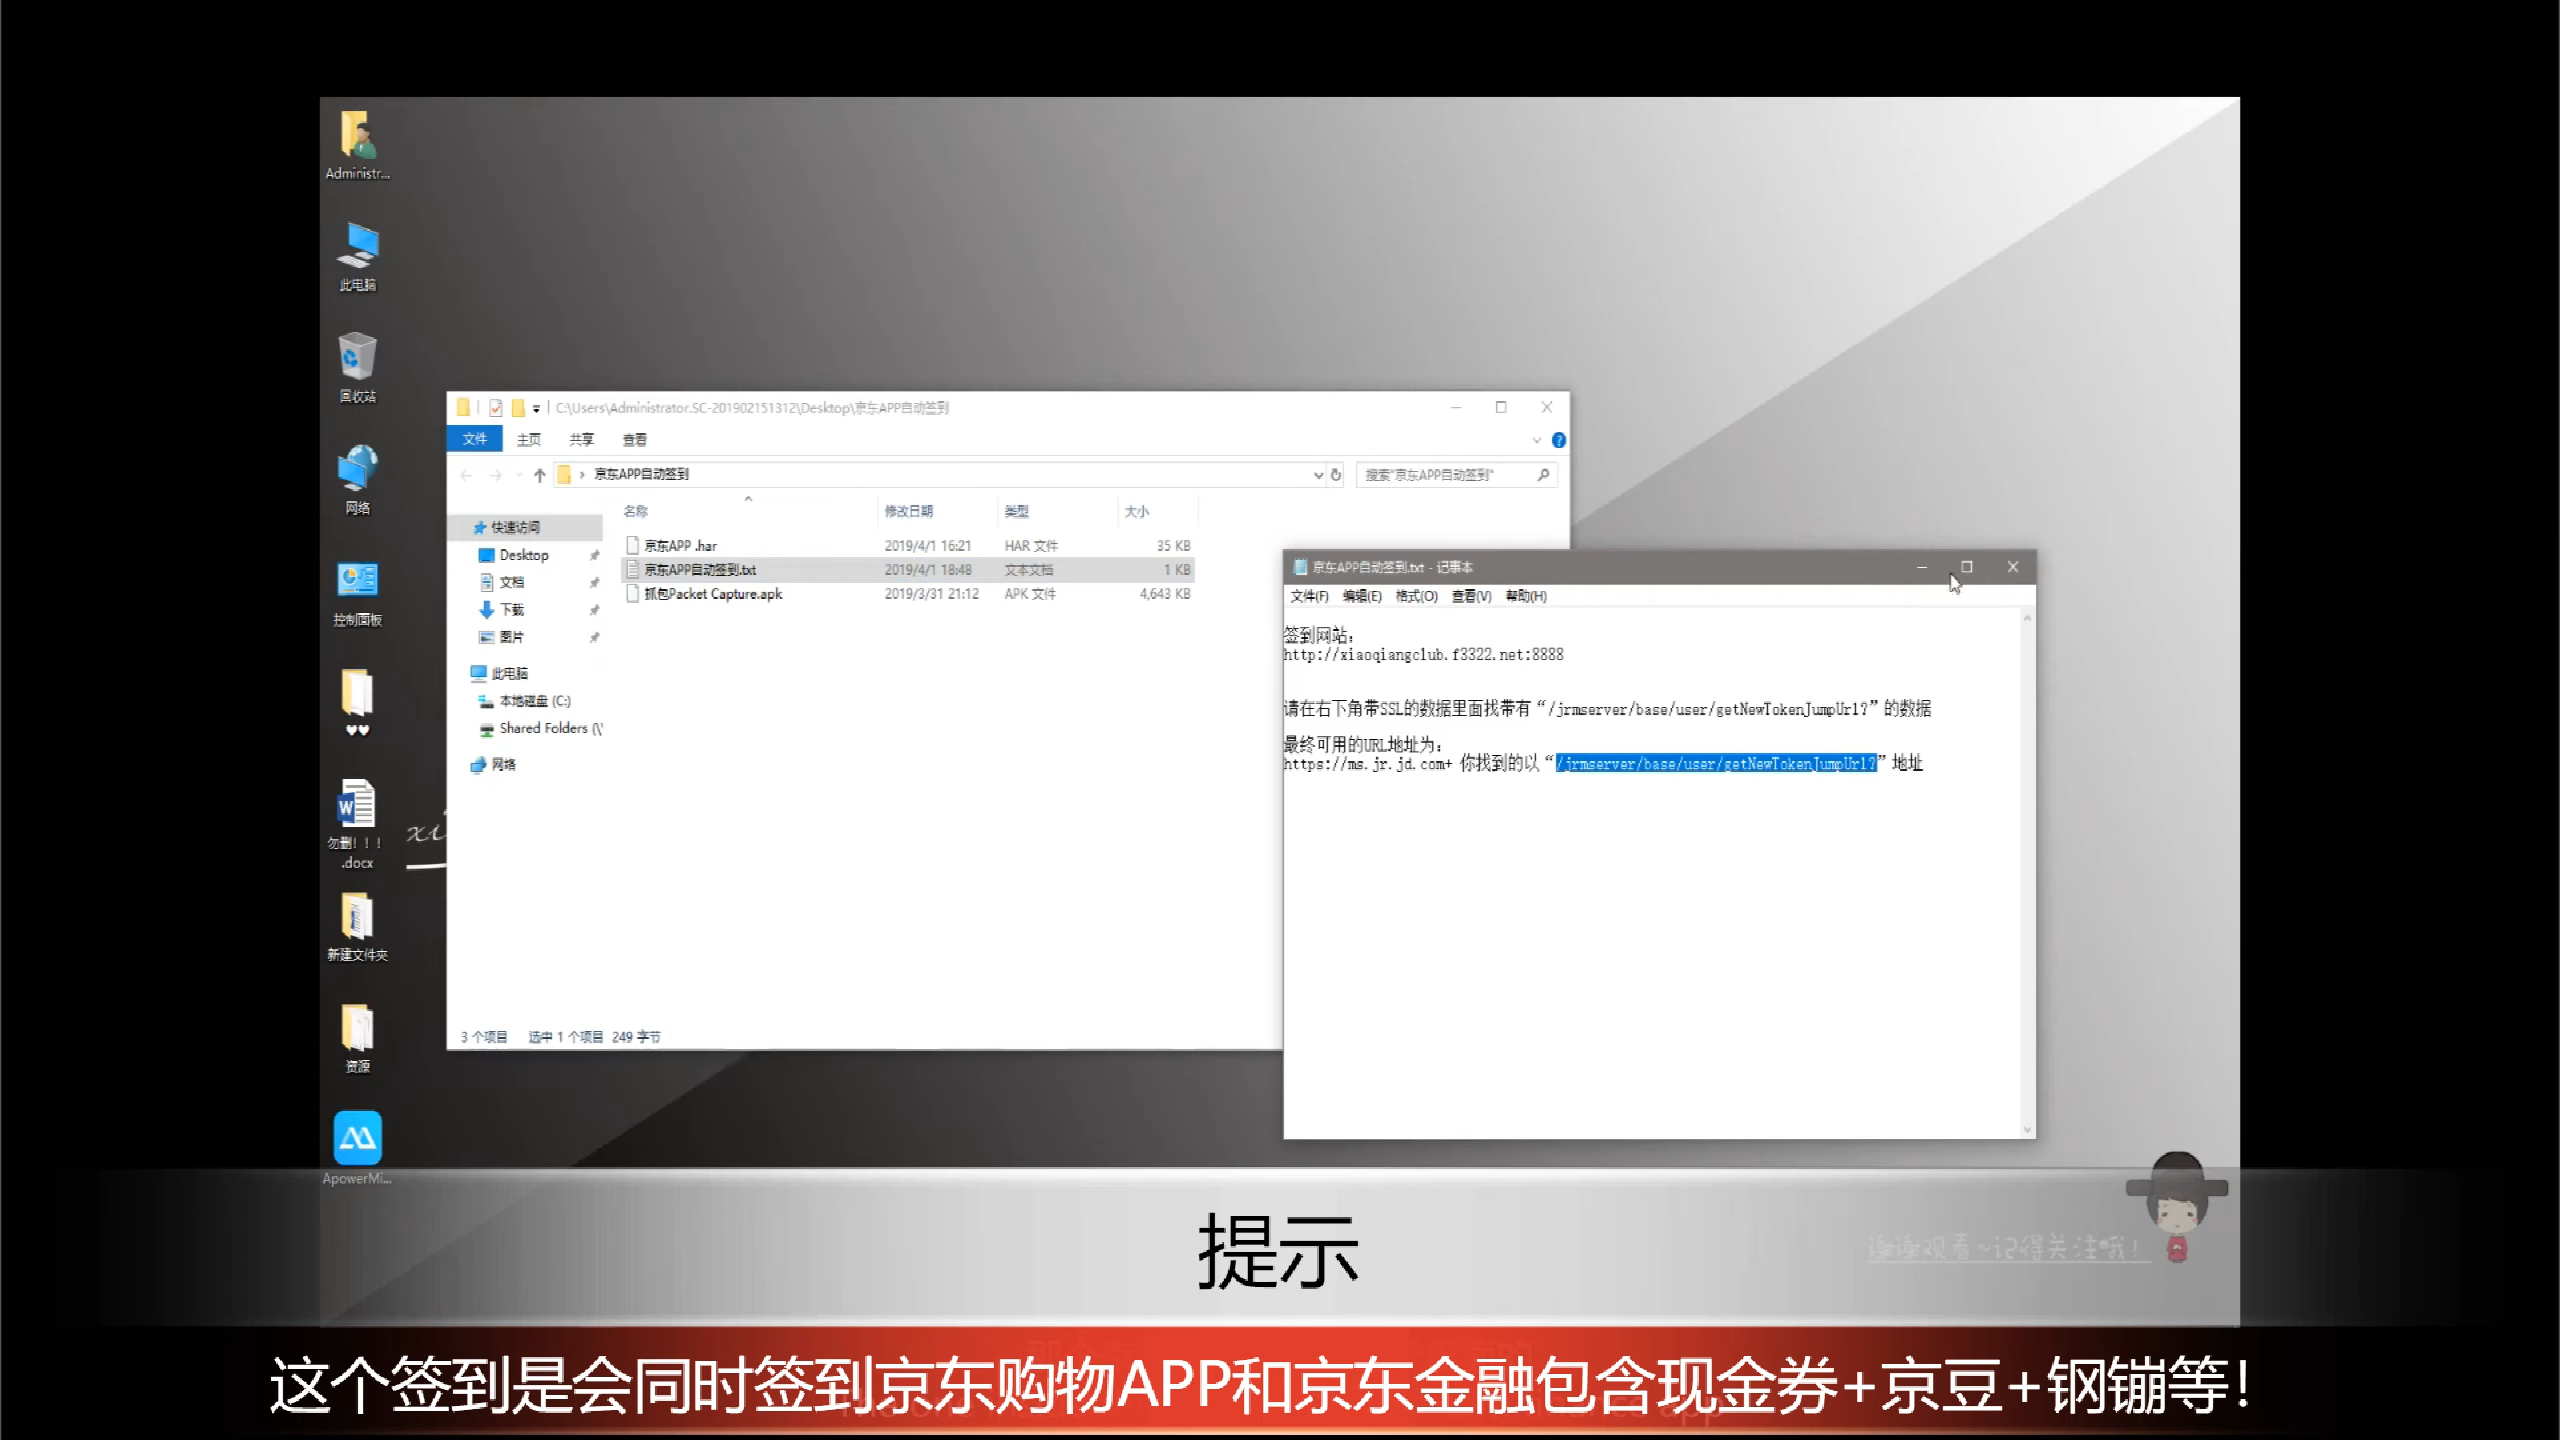 Administr...
此电脑
回收站
网络
控制面板
♥♥
勿删！！！
.docx
新建文件夹
资源
ApowerMi...
C:\Users\Administrator.SC-201902151312\Desktop\京东APP自动签到
文件 主页 共享 查看
京东APP自动签到
搜索"京东APP自动签到"
名称 修改日期 类型 大小
京东APP .har 2019/4/1 16:21 HAR 文件 35 KB
京东APP自动签到.txt 2019/4/1 18:48 文本文档 1 KB
抓包Packet Capture.apk 2019/3/31 21:12 APK 文件 4,643 KB
快速访问
Desktop
文档
下载
图片
此电脑
本地磁盘 (C:)
Shared Folders (\\'
网络
3 个项目 选中 1 个项目 249 字节
京东APP自动签到.txt - 记事本
文件(F) 编辑(E) 格式(O) 查看(V) 帮助(H)
签到网站：
http://xiaoqiangclub.f3322.net:8888
请在右下角带SSL的数据里面找带有“/jrmserver/base/user/getNewTokenJumpUrl?”的数据
最终可用的URL地址为：
https://ms.jr.jd.com+ 你找到的以“/jrmserver/base/user/getNewTokenJumpUrl?”地址
提示
谢谢观看~记得关注哦！
这个签到是会同时签到京东购物APP和京东金融包含现金券+京豆+钢镚等！